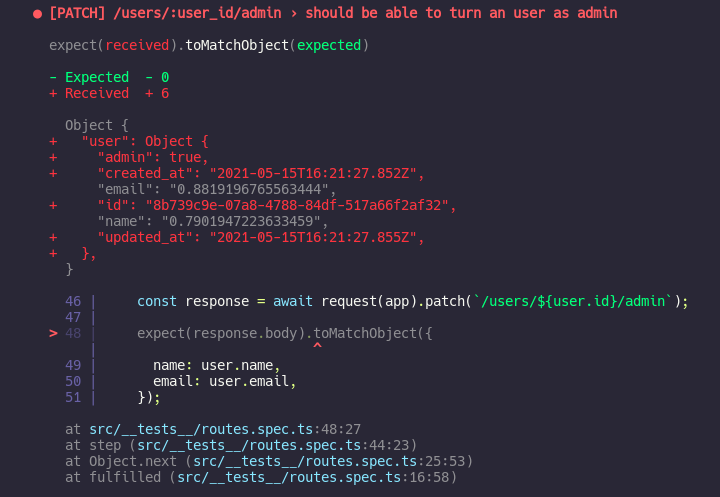 ● [PATCH] /users/:user_id/admin › should be able to turn an user as admin
expect(received).toMatchObject(expected)
- Expected  - 0
+ Received  + 6
  Object {
+   "user": Object {
+     "admin": true,
+     "created_at": "2021-05-15T16:21:27.852Z",
      "email": "0.8819196765563444",
+     "id": "8b739c9e-07a8-4788-84df-517a66f2af32",
      "name": "0.7901947223633459",
+     "updated_at": "2021-05-15T16:21:27.855Z",
+   },
  }
  46 |     const response = await request(app).patch(`/users/${user.id}/admin`);
  47 |
> 48 |     expect(response.body).toMatchObject({
     |                           ^
  49 |       name: user.name,
  50 |       email: user.email,
  51 |     });
  at src/__tests__/routes.spec.ts:48:27
  at step (src/__tests__/routes.spec.ts:44:23)
  at Object.next (src/__tests__/routes.spec.ts:25:53)
  at fulfilled (src/__tests__/routes.spec.ts:16:58)